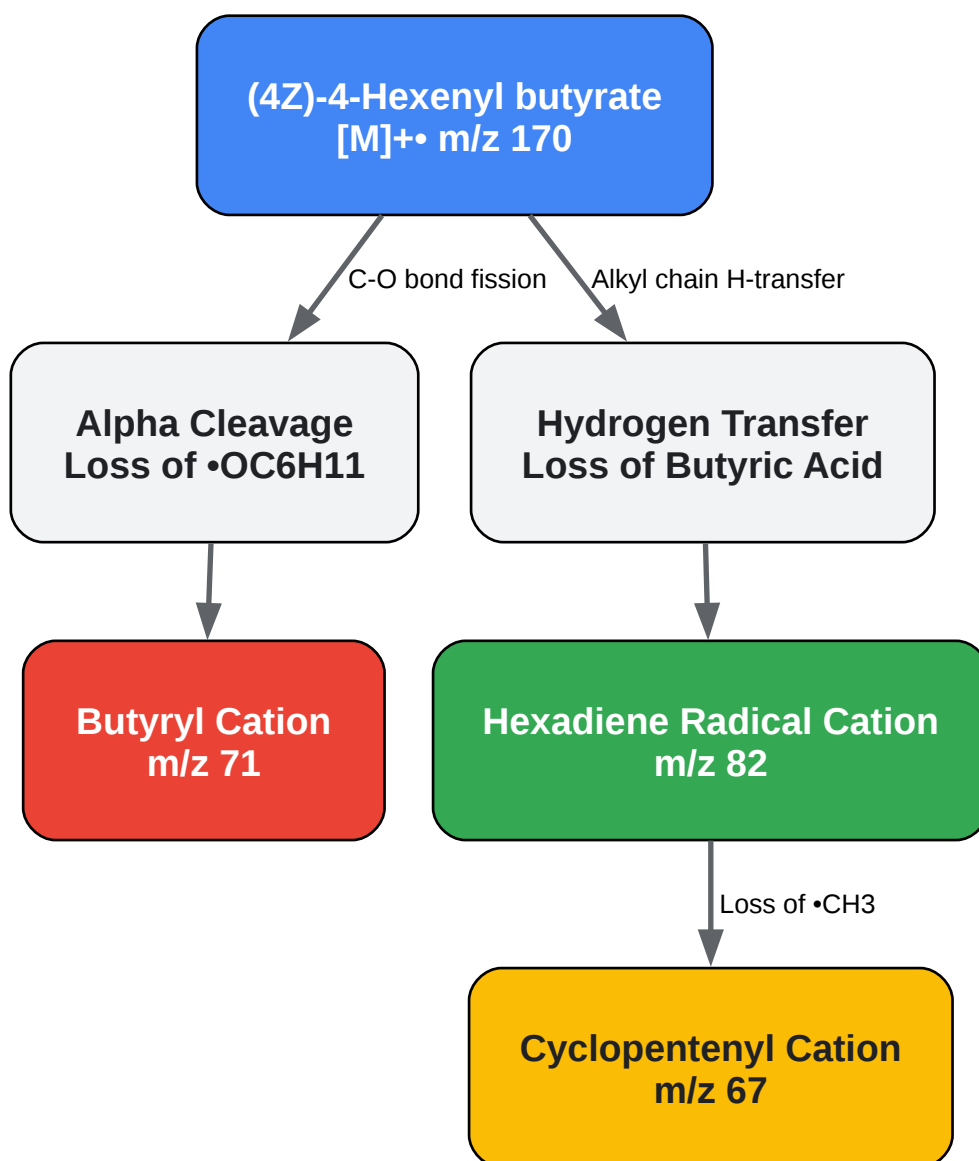 (4Z)-4-Hexenyl butyrate
[M]+• m/z 170
C-O bond fission
Alkyl chain H-transfer
Alpha Cleavage
Loss of •OC6H11
Hydrogen Transfer
Loss of Butyric Acid
Butyryl Cation
m/z 71
Hexadiene Radical Cation
m/z 82
Loss of •CH3
Cyclopentenyl Cation
m/z 67